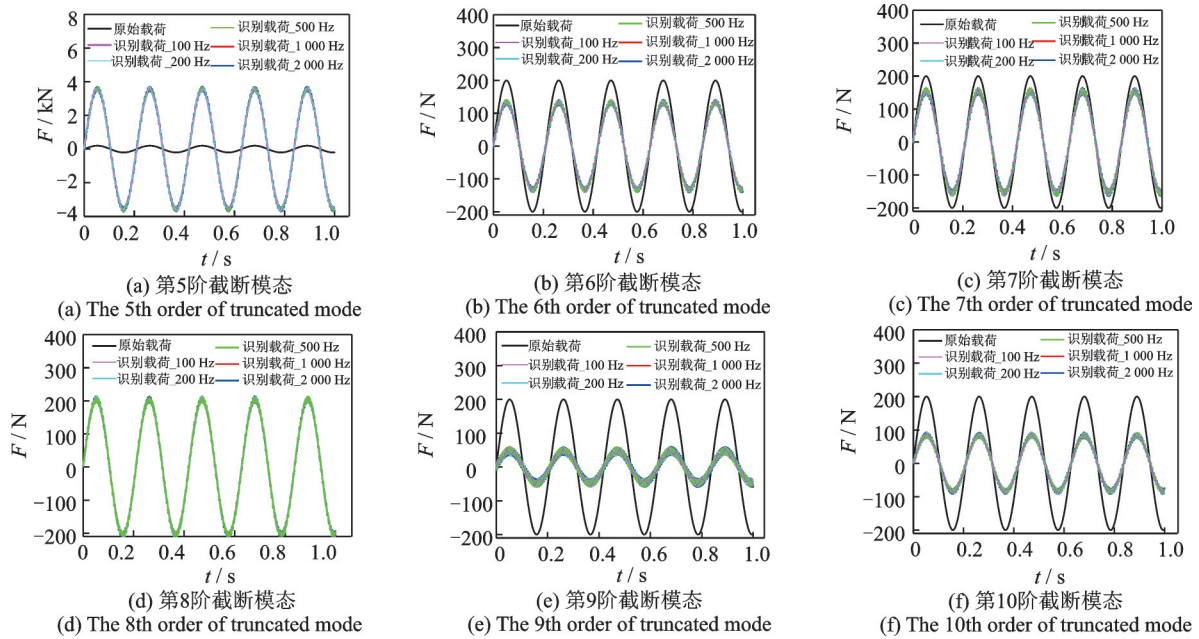 8
6
4
2
0
−2
−4
F / kN
原始载荷
识别载荷_100 Hz
识别载荷_200 Hz
识别载荷_500 Hz
识别载荷_1 000 Hz
识别载荷_2 000 Hz
0 0.2 0.4 0.6 0.8 1.0
t / s
(a) 第5阶截断模态
(a) The 5th order of truncated mode
400
300
200
100
0
−100
−200
F / N
原始载荷
识别载荷_100 Hz
识别载荷_200 Hz
识别载荷_500 Hz
识别载荷_1 000 Hz
识别载荷_2 000 Hz
0 0.2 0.4 0.6 0.8 1.0
t / s
(b) 第6阶截断模态
(b) The 6th order of truncated mode
400
300
200
100
0
−100
−200
F / N
原始载荷
识别载荷_100 Hz
识别载荷_200 Hz
识别载荷_500 Hz
识别载荷_1 000 Hz
识别载荷_2 000 Hz
0 0.2 0.4 0.6 0.8 1.0
t / s
(c) 第7阶截断模态
(c) The 7th order of truncated mode
400
300
200
100
0
−100
−200
F / N
原始载荷
识别载荷_100 Hz
识别载荷_200 Hz
识别载荷_500 Hz
识别载荷_1 000 Hz
识别载荷_2 000 Hz
0 0.2 0.4 0.6 0.8 1.0
t / s
(d) 第8阶截断模态
(d) The 8th order of truncated mode
400
300
200
100
0
−100
−200
F / N
原始载荷
识别载荷_100 Hz
识别载荷_200 Hz
识别载荷_500 Hz
识别载荷_1 000 Hz
识别载荷_2 000 Hz
0 0.2 0.4 0.6 0.8 1.0
t / s
(e) 第9阶截断模态
(e) The 9th order of truncated mode
400
300
200
100
0
−100
−200
F / N
原始载荷
识别载荷_100 Hz
识别载荷_200 Hz
识别载荷_500 Hz
识别载荷_1 000 Hz
识别载荷_2 000 Hz
0 0.2 0.4 0.6 0.8 1.0
t / s
(f) 第10阶截断模态
(f) The 10th order of truncated mode